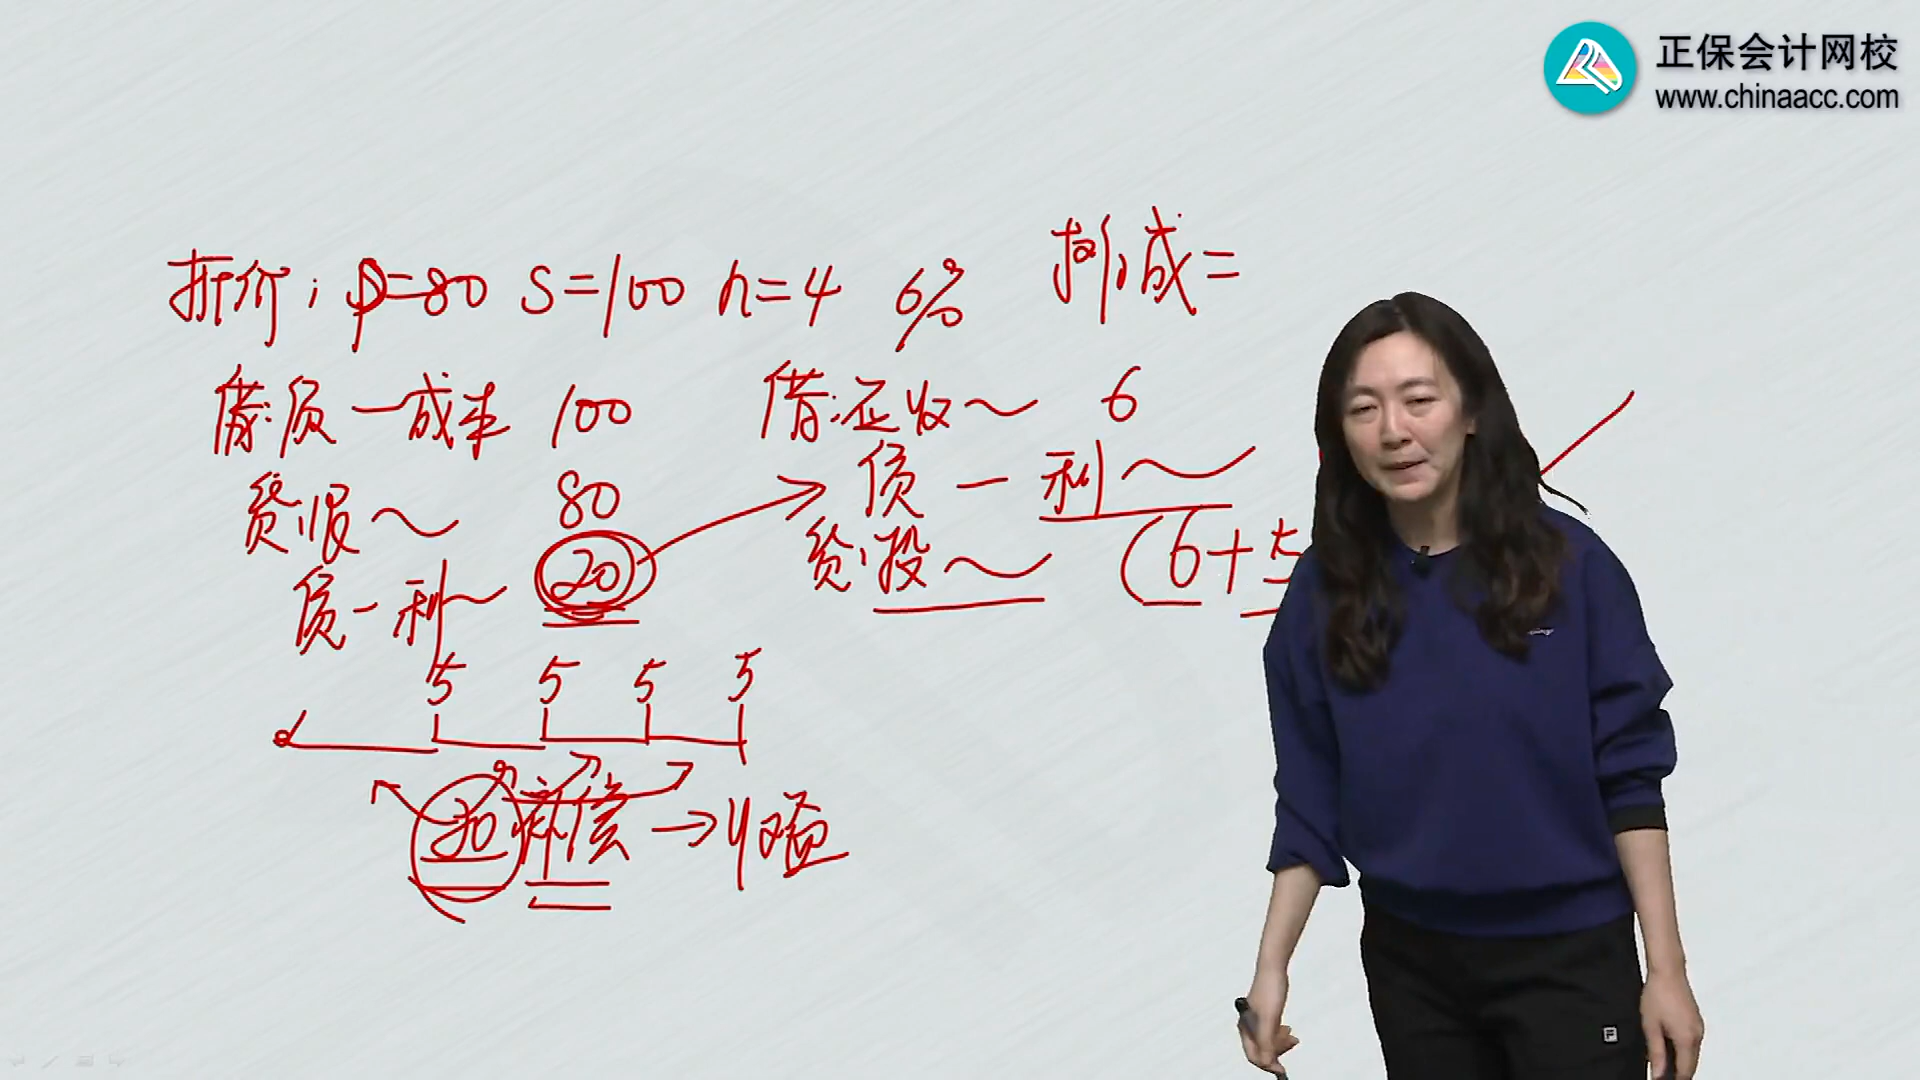 正保会计网校
www.chinaacc.com
折价: P=80 S=100 n=4 6%
摊成=
借:债-成本 100
借:应收~ 6
贷:银~ 80
债-利~
债-利~ 20
贷:投~ (6+5
5 5 5 5
20 补偿 →4